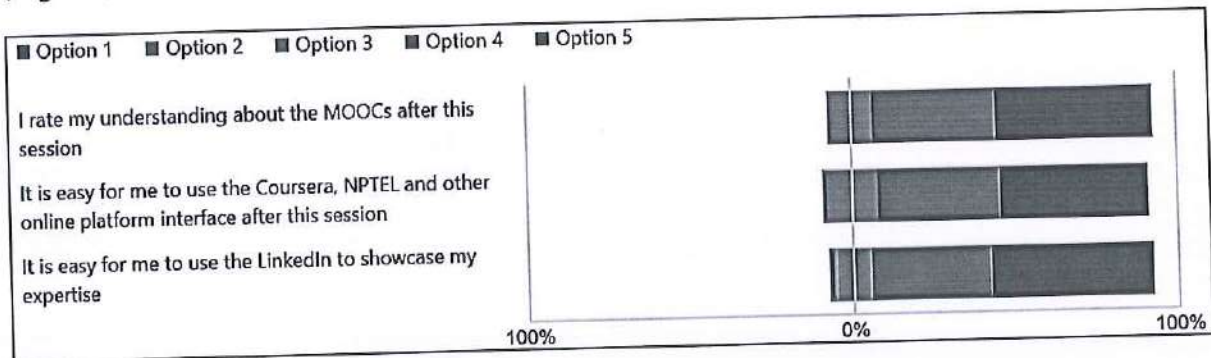 Option 1 Option 2 Option 3 Option 4 Option 5
I rate my understanding about the MOOCs after this
session
It is easy for me to use the Coursera, NPTEL and other
online platform interface after this session
It is easy for me to use the LinkedIn to showcase my
expertise
100% 0% 100%